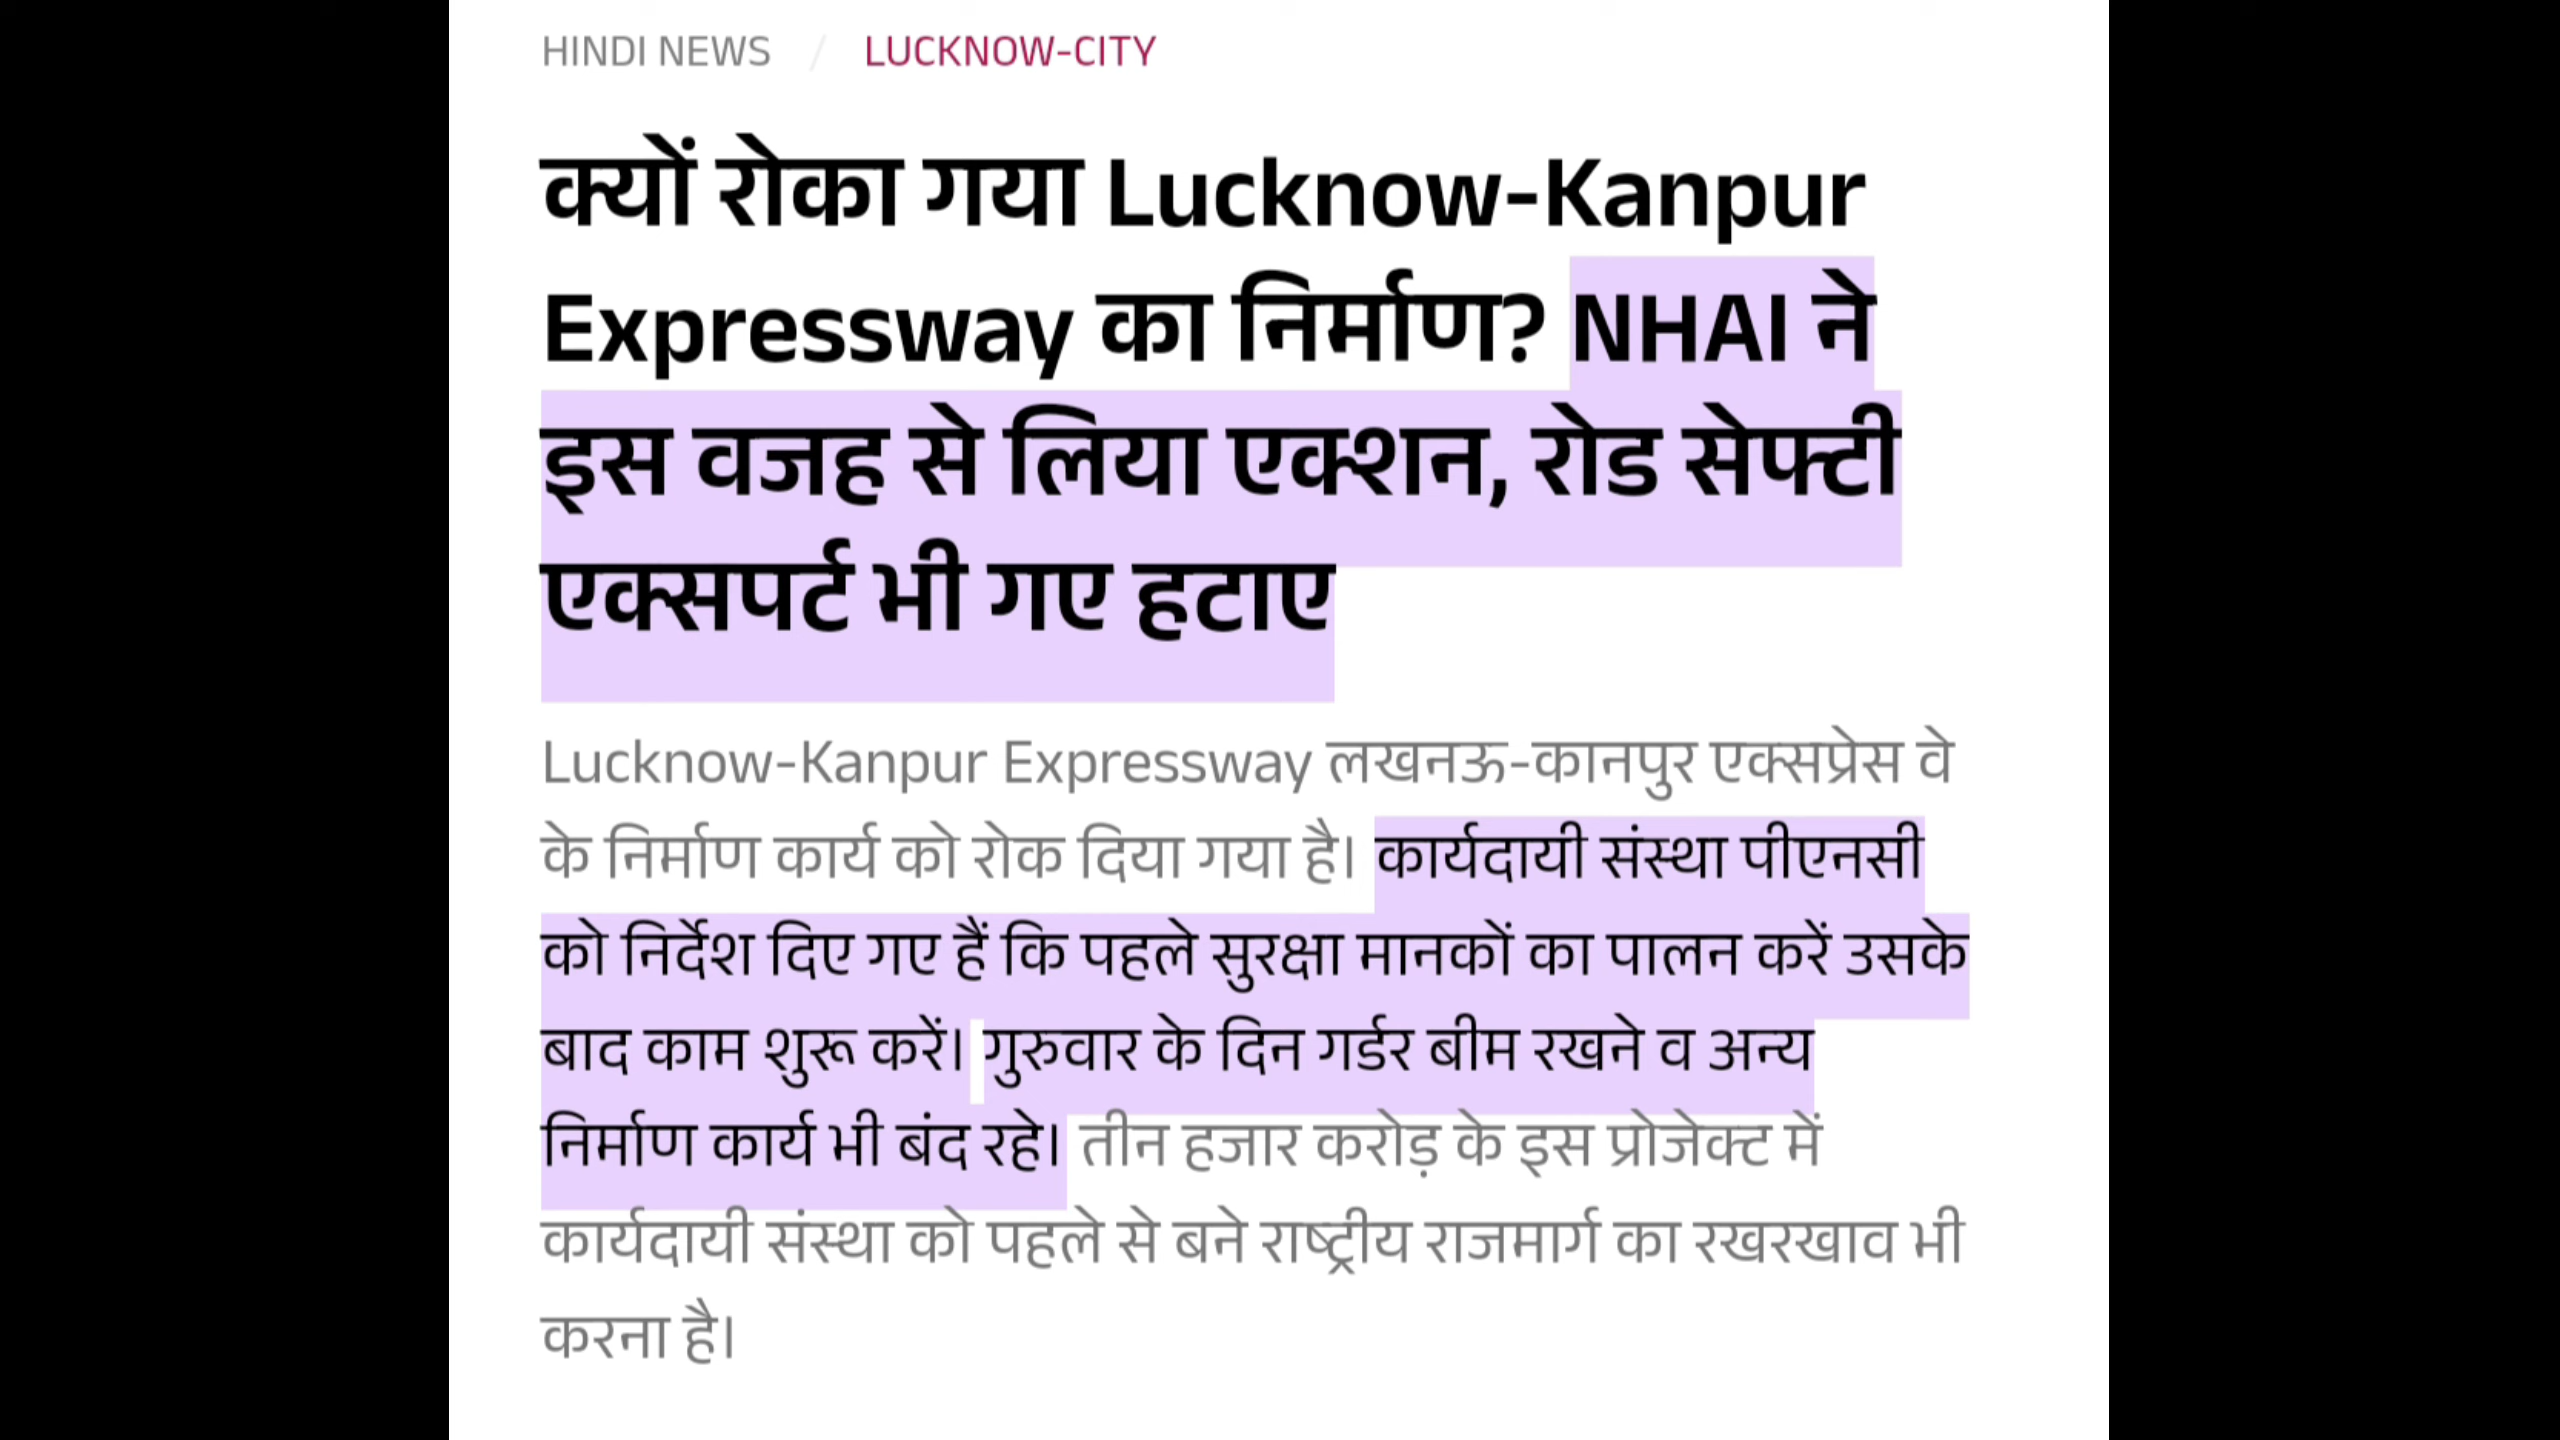 HINDI NEWS / LUCKNOW-CITY
क्यों रोका गया Lucknow-Kanpur
Expressway का निर्माण? NHAI ने
इस वजह से लिया एक्शन, रोड सेफ्टी
एक्सपर्ट भी गए हटाए
Lucknow-Kanpur Expressway लखनऊ-कानपुर एक्सप्रेस वे
के निर्माण कार्य को रोक दिया गया है। कार्यदायी संस्था पीएनसी
को निर्देश दिए गए हैं कि पहले सुरक्षा मानकों का पालन करें उसके
बाद काम शुरू करें। गुरुवार के दिन गर्डर बीम रखने व अन्य
निर्माण कार्य भी बंद रहे। तीन हजार करोड़ के इस प्रोजेक्ट में
कार्यदायी संस्था को पहले से बने राष्ट्रीय राजमार्ग का रखरखाव भी
करना है।